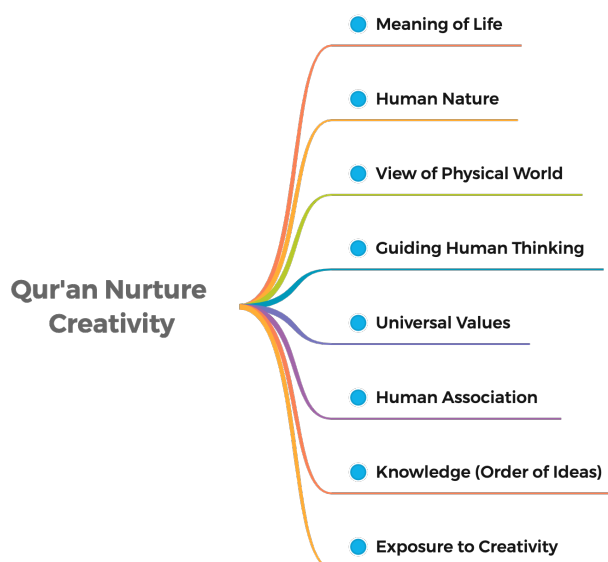 Qur'an Nurture
Creativity
Meaning of Life
Human Nature
View of Physical World
Guiding Human Thinking
Universal Values
Human Association
Knowledge (Order of Ideas)
Exposure to Creativity